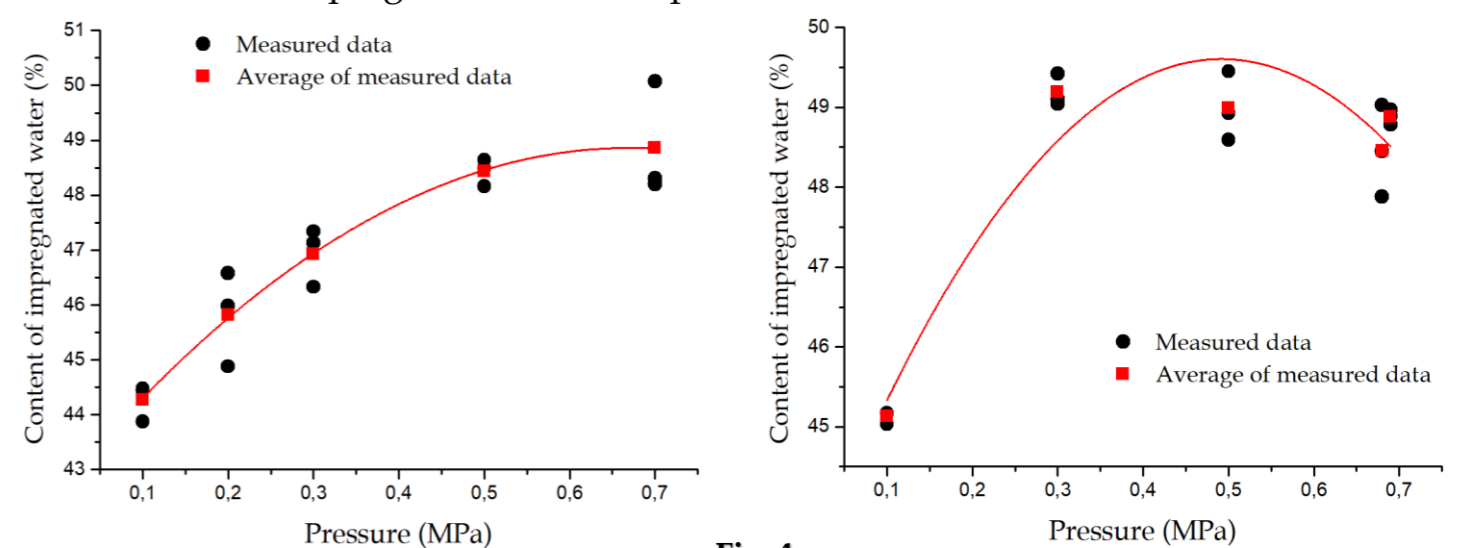 51
50
49
48
47
46
45
44
43
Content of impregnated water (%)
Measured data
Average of measured data
0,1 0,2 0,3 0,4 0,5 0,6 0,7
Pressure (MPa)
50
49
48
47
46
45
Content of impregnated water (%)
Measured data
Average of measured data
0,1 0,2 0,3 0,4 0,5 0,6 0,7
Pressure (MPa)